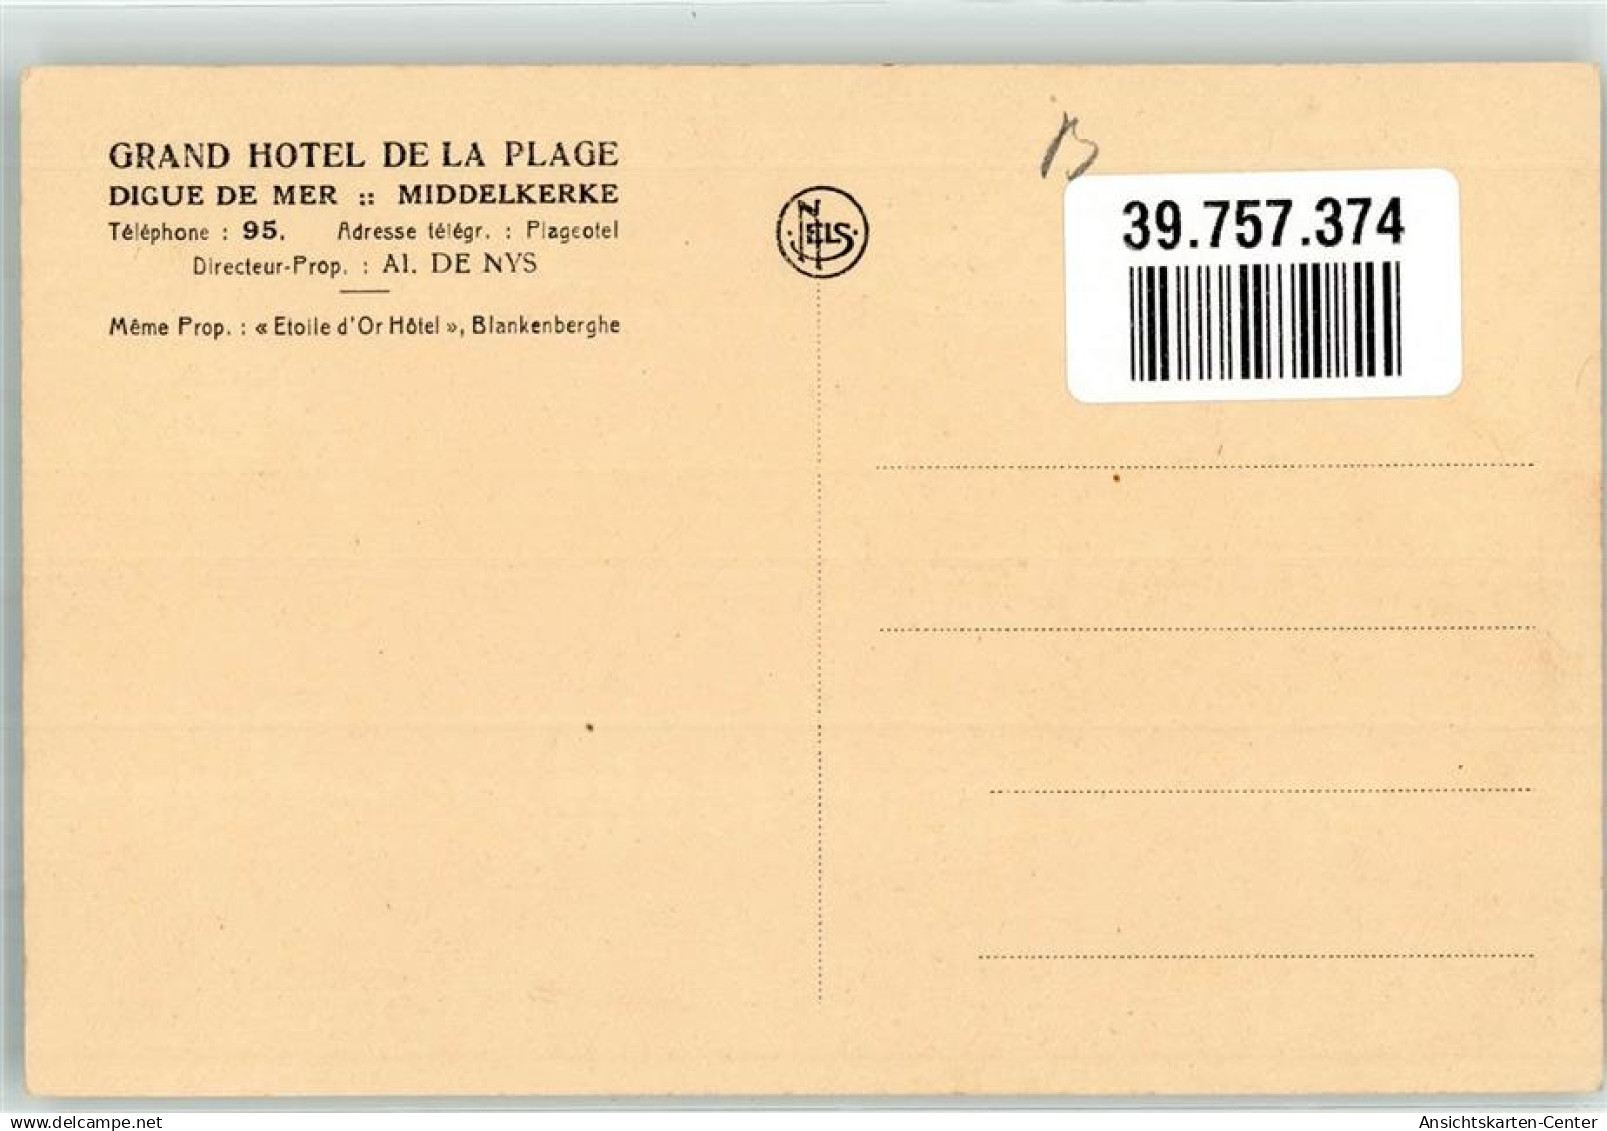 GRAND HOTEL DE LA PLAGE
DIGUE DE MER :: MIDDELKERKE
Téléphone : 95. Adresse télégr. : Plageotel
Directeur-Prop. : Al. DE NYS
Même Prop. : « Etoile d'Or Hôtel », Blankenberghe
NELS
B
39.757.374
www.delcampe.net
Ansichtskarten-Center